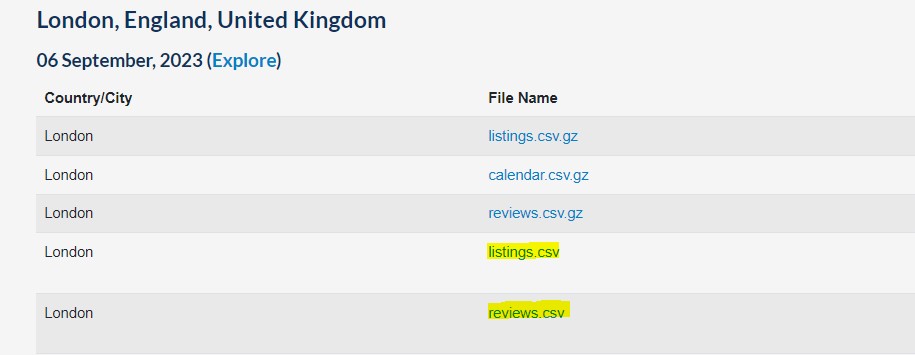 London, England, United Kingdom
06 September, 2023 (Explore)
Country/City File Name
London listings.csv.gz
London calendar.csv.gz
London reviews.csv.gz
London listings.csv
London reviews.csv